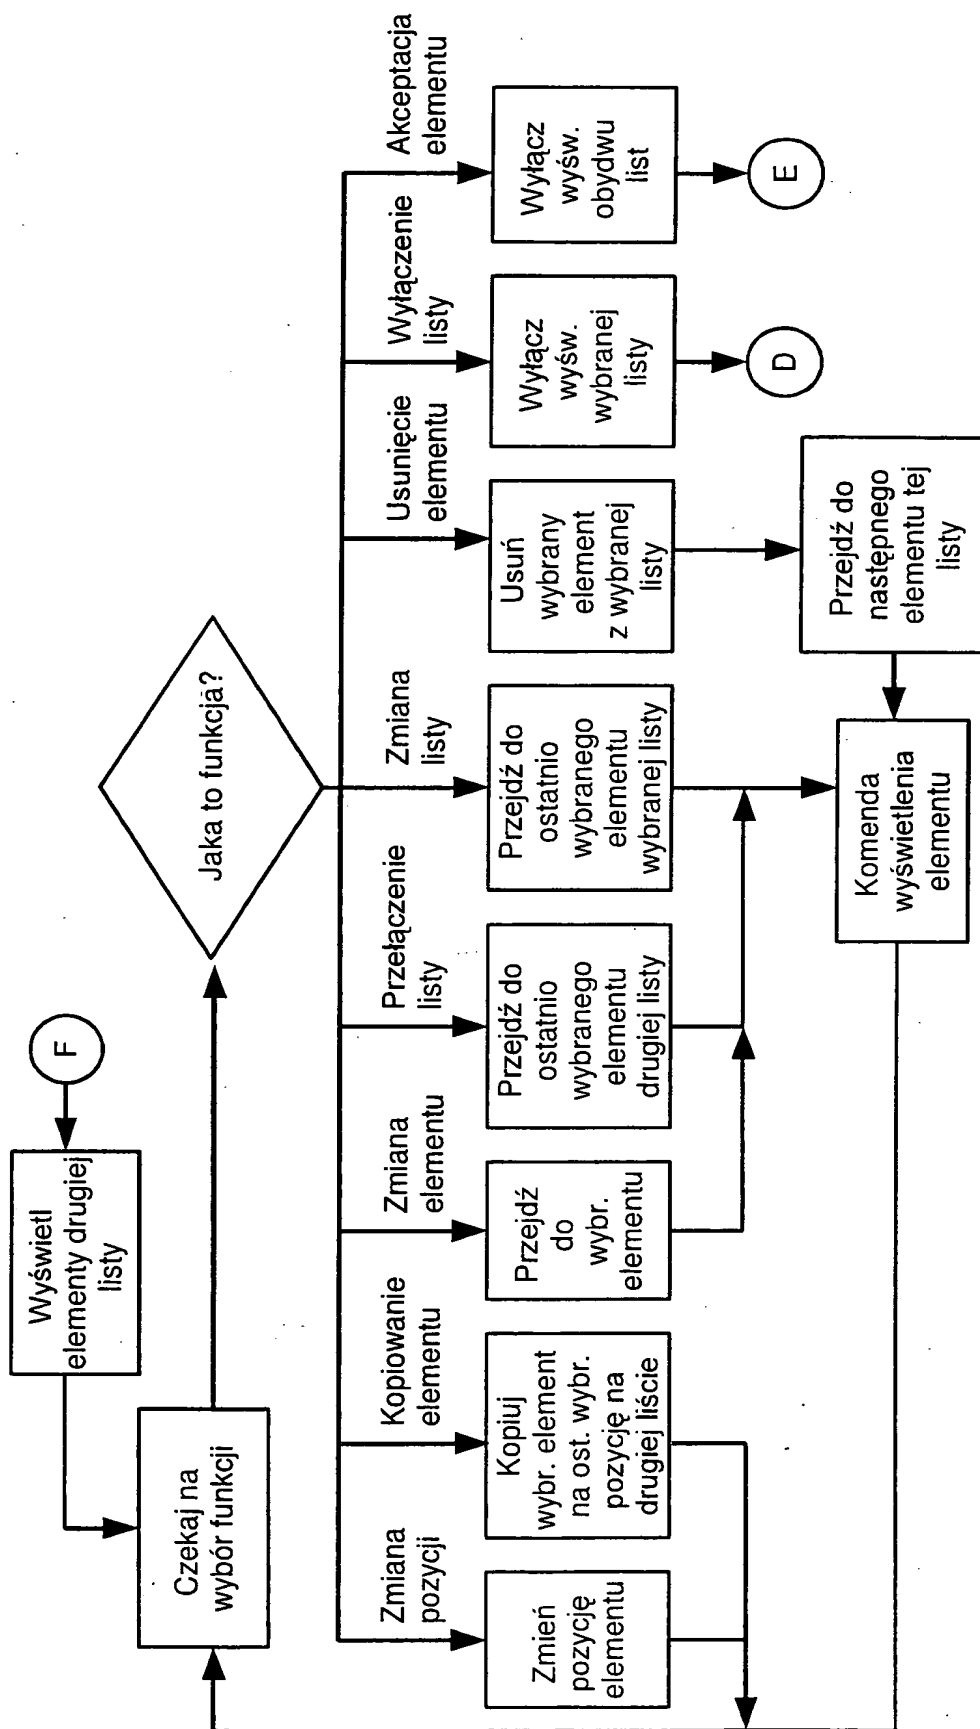 F
Wyświetl
elementy drugiej
listy
Czekaj na
wybór funkcji
Jaka to funkcja?
Zmiana
pozycji
Kopiowanie
elementu
Zmiana
elementu
Przełączenie
listy
Zmiana
listy
Usunięcie
elementu
Wyłączenie
listy
Akceptacja
elementu
Zmień
pozycję
elementu
Kopiuj
wybr. element
na ost. wybr.
pozycję na
drugiej liście
Przejdź
do
wybr.
elementu
Przejdź do
ostatnio
wybranego
elementu
drugiej listy
Przejdź do
ostatnio
wybranego
elementu
wybranej listy
Usuń
wybrany
element
z wybranej
listy
Wyłącz
wyśw.
wybranej
listy
Wyłącz
wyśw.
obydwu
list
Komenda
wyświetlenia
elementu
Przejdź do
następnego
elementu tej
listy
D
E